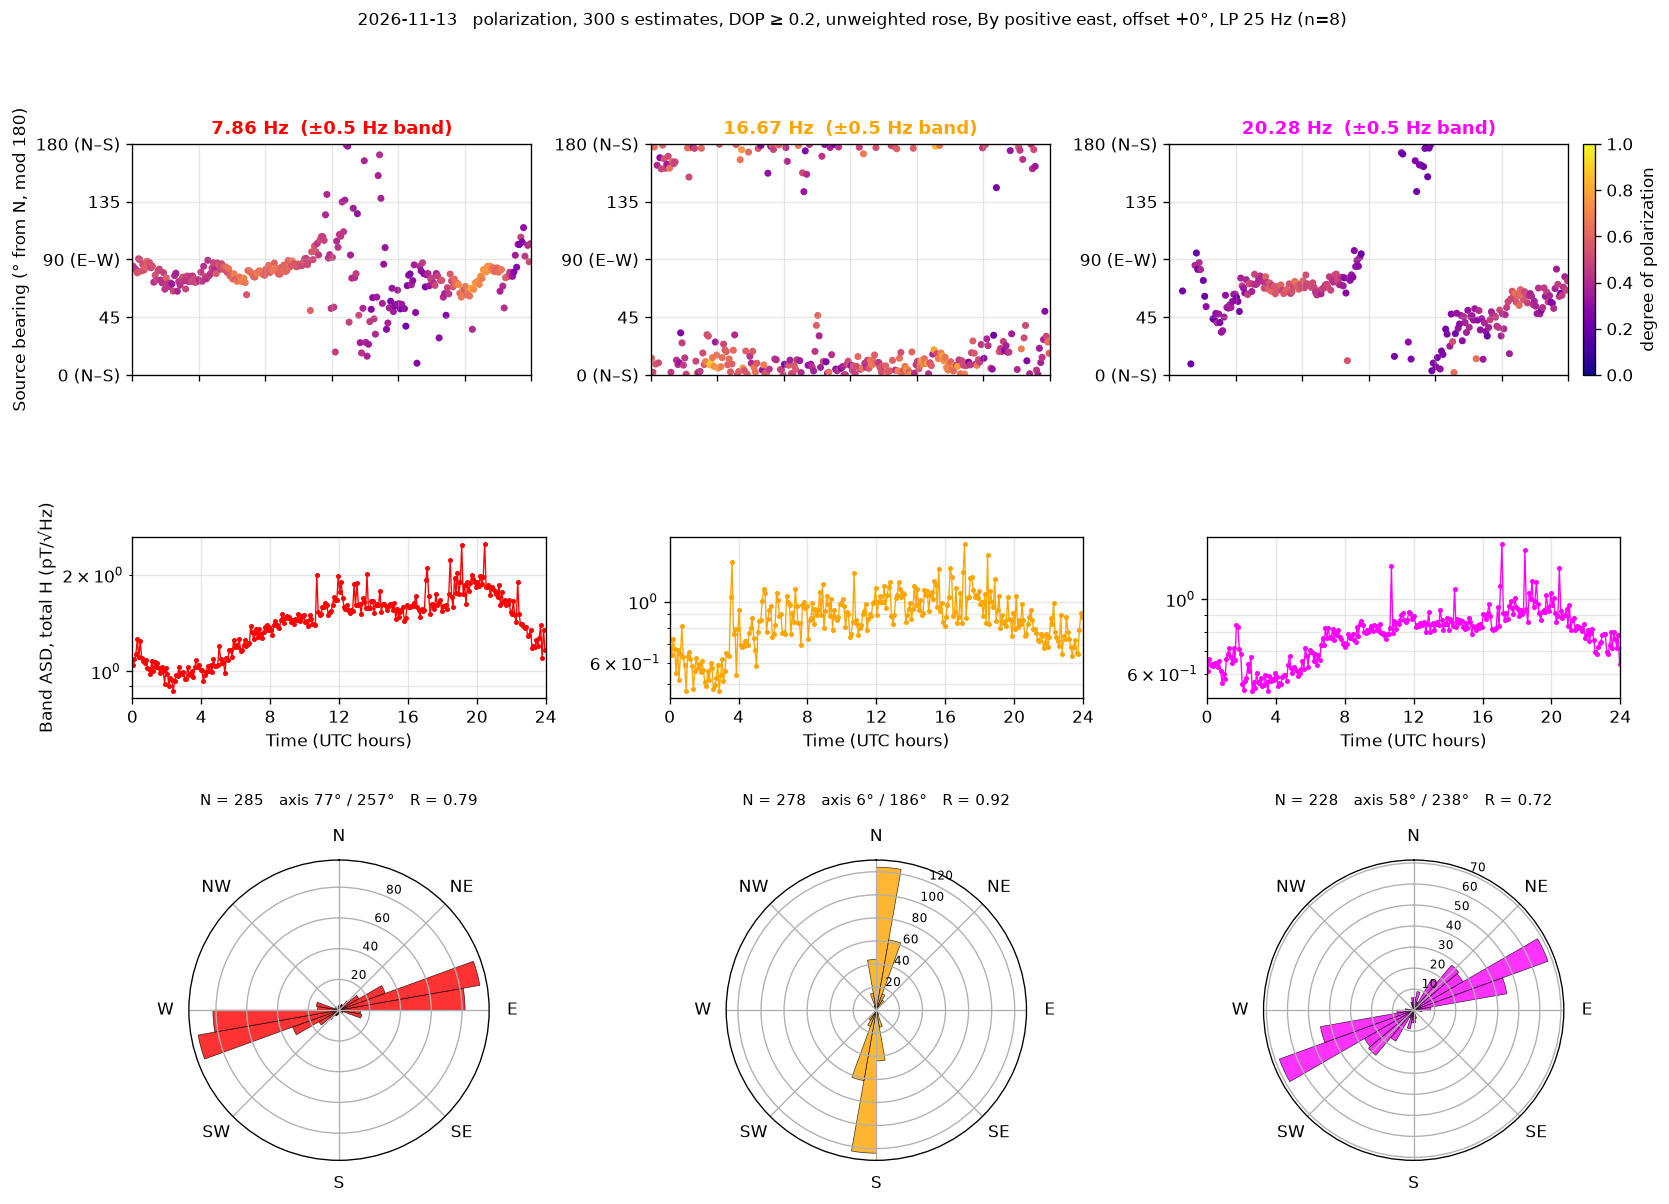 2026-11-13   polarization, 300 s estimates, DOP ≥ 0.2, unweighted rose, By positive east, offset +0°, LP 25 Hz (n=8)
7.86 Hz  (±0.5 Hz band)
16.67 Hz  (±0.5 Hz band)
20.28 Hz  (±0.5 Hz band)
Source bearing (° from N, mod 180)
180 (N–S)
135
90 (E–W)
45
0 (N–S)
180 (N–S)
135
90 (E–W)
45
0 (N–S)
180 (N–S)
135
90 (E–W)
45
0 (N–S)
1.0
0.8
0.6
0.4
0.2
0.0
degree of polarization
Band ASD, total H (pT/√Hz)
2 × 10⁰
10⁰
0 4 8 12 16 20 24
Time (UTC hours)
10⁰
6 × 10⁻¹
0 4 8 12 16 20 24
Time (UTC hours)
10⁰
6 × 10⁻¹
0 4 8 12 16 20 24
Time (UTC hours)
N = 285   axis 77° / 257°   R = 0.79
N
NW
NE
80
60
40
20
W
E
SW
SE
S
N = 278   axis 6° / 186°   R = 0.92
N
NW
NE
120
100
80
60
40
20
W
E
SW
SE
S
N = 228   axis 58° / 238°   R = 0.72
N
NW
NE
70
60
50
40
30
20
10
W
E
SW
SE
S